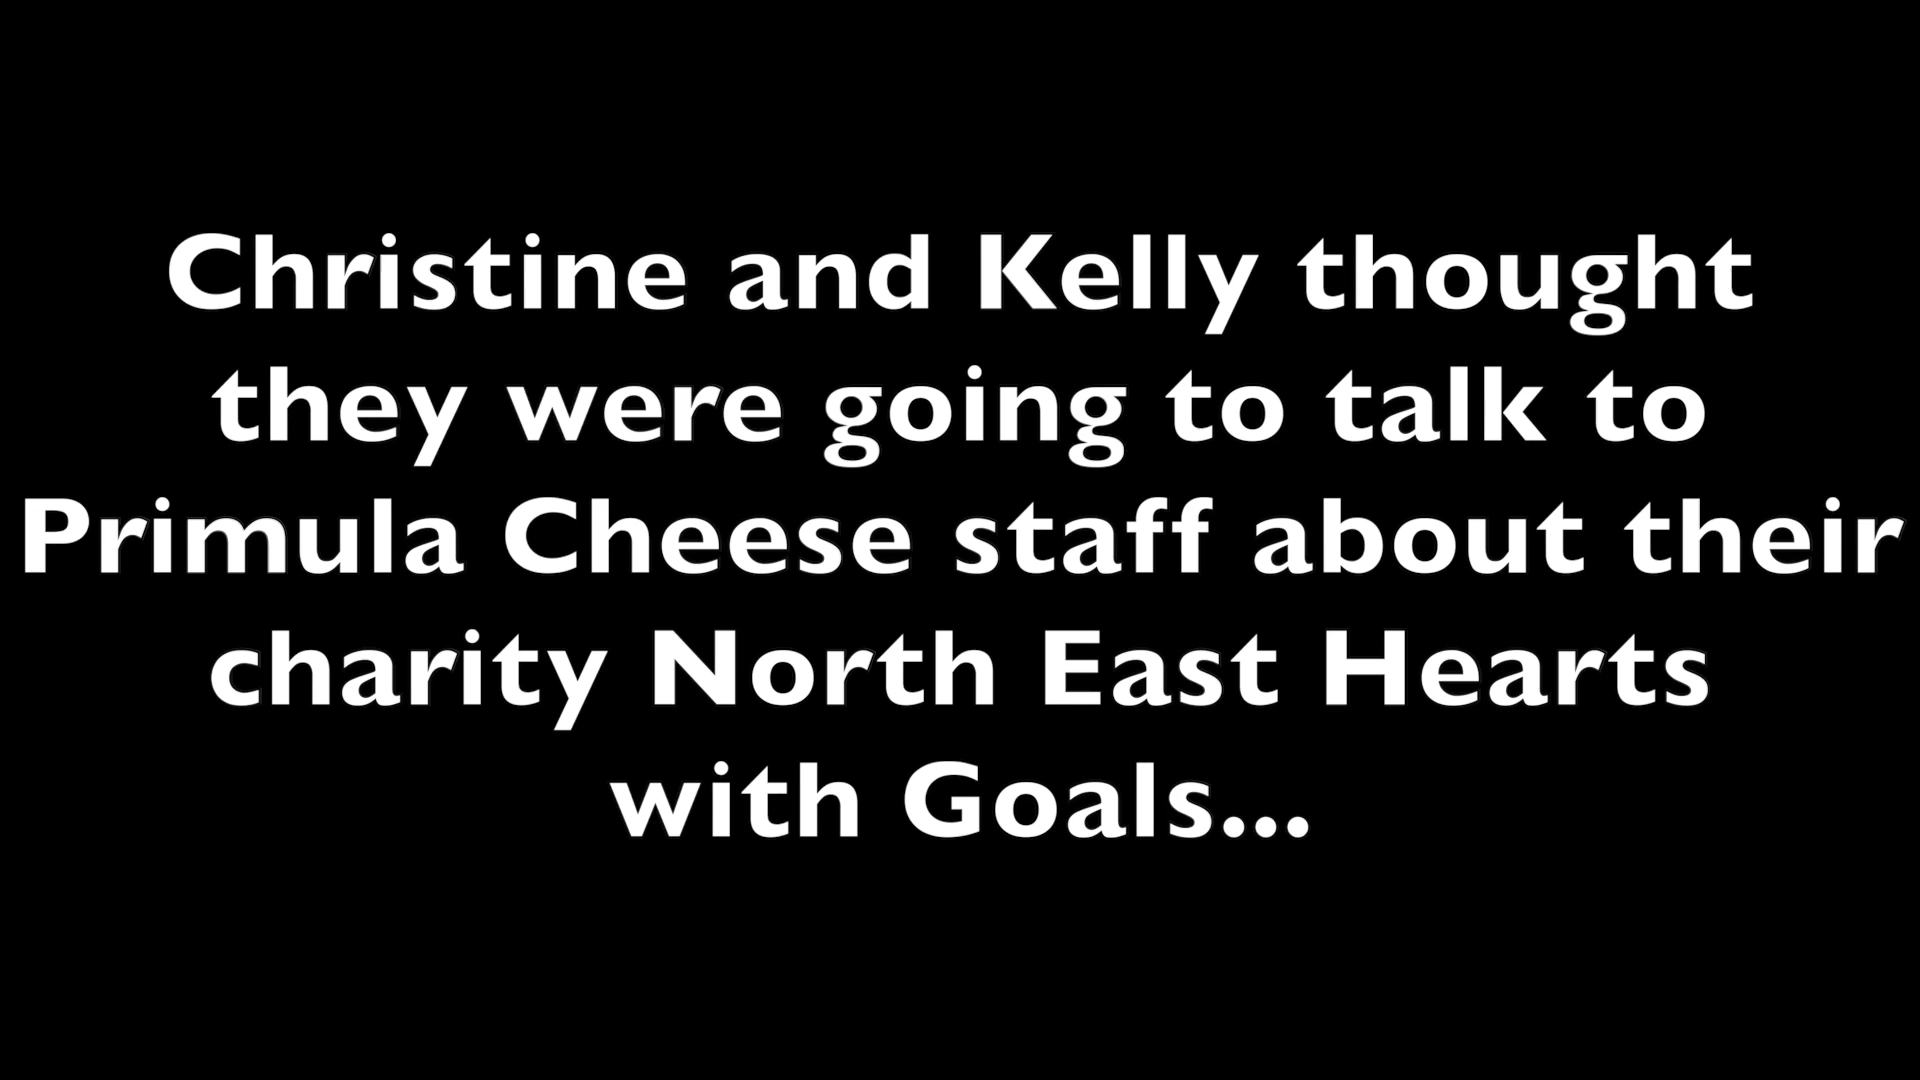 Christine and Kelly thought
they were going to talk to
Primula Cheese staff about their
charity North East Hearts
with Goals...